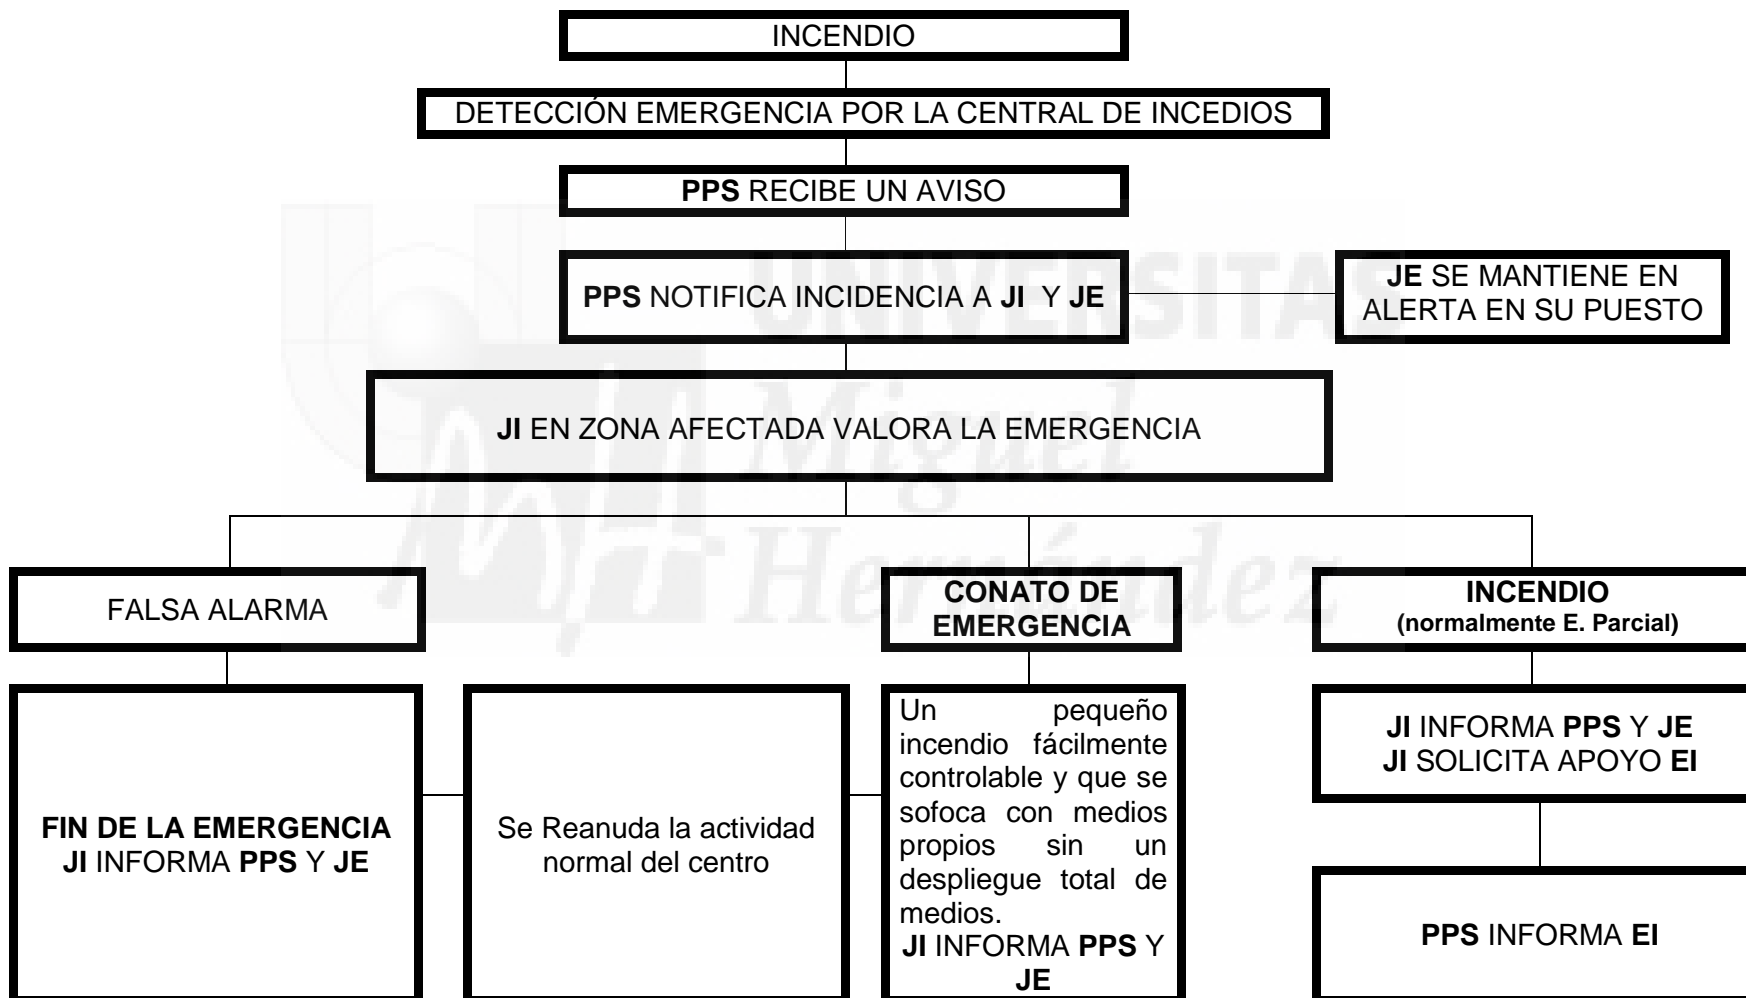 INCENDIO
DETECCIÓN EMERGENCIA POR LA CENTRAL DE INCEDIOS
PPS RECIBE UN AVISO
PPS NOTIFICA INCIDENCIA A JI Y JE
JE SE MANTIENE EN
ALERTA EN SU PUESTO
UNIVERSITAS
Miguel
Hernández
JI EN ZONA AFECTADA VALORA LA EMERGENCIA
FALSA ALARMA
CONATO DE
EMERGENCIA
INCENDIO
(normalmente E. Parcial)
FIN DE LA EMERGENCIA
JI INFORMA PPS Y JE
Se Reanuda la actividad
normal del centro
Un pequeño
incendio fácilmente
controlable y que se
sofoca con medios
propios sin un
despliegue total de
medios.
JI INFORMA PPS Y
JE
JI INFORMA PPS Y JE
JI SOLICITA APOYO EI
PPS INFORMA EI